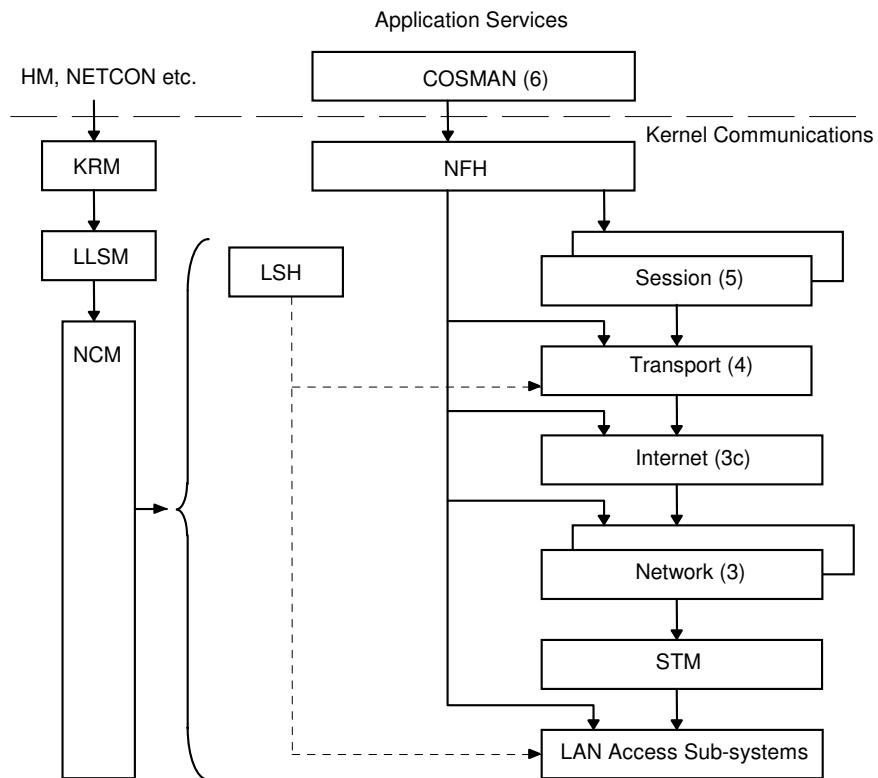 Application Services
HM, NETCON etc.
COSMAN (6)
Kernel Communications
KRM
NFH
LLSM
LSH
Session (5)
NCM
Transport (4)
Internet (3c)
Network (3)
STM
LAN Access Sub-systems